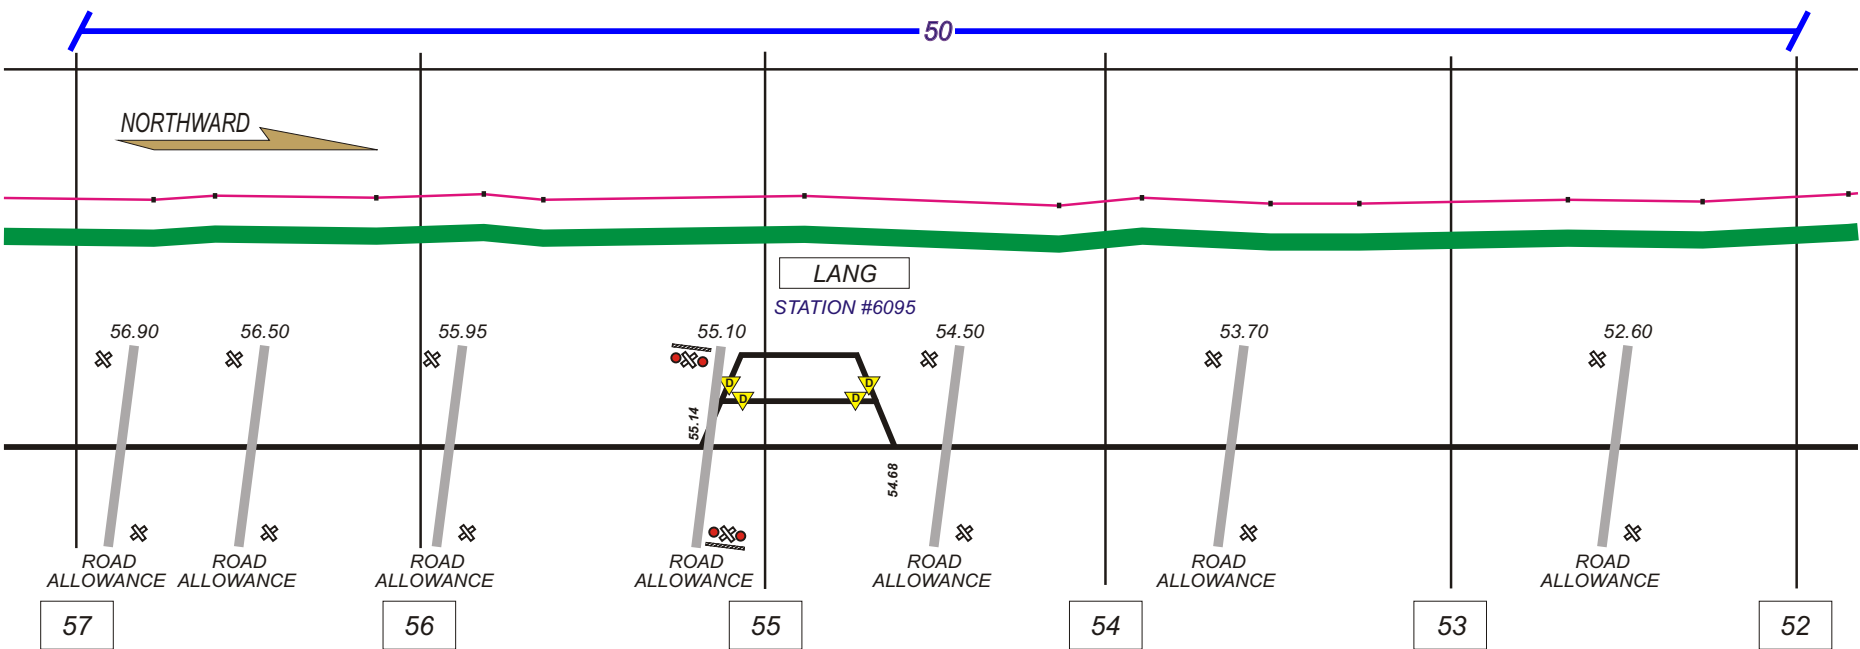 50
NORTHWARD
LANG
STATION #6095
56.90
56.50
55.95
55.10
54.50
53.70
52.60
D
D
D
D
55.14
54.68
ROAD
ALLOWANCE
ROAD
ALLOWANCE
ROAD
ALLOWANCE
ROAD
ALLOWANCE
ROAD
ALLOWANCE
ROAD
ALLOWANCE
ROAD
ALLOWANCE
57
56
55
54
53
52